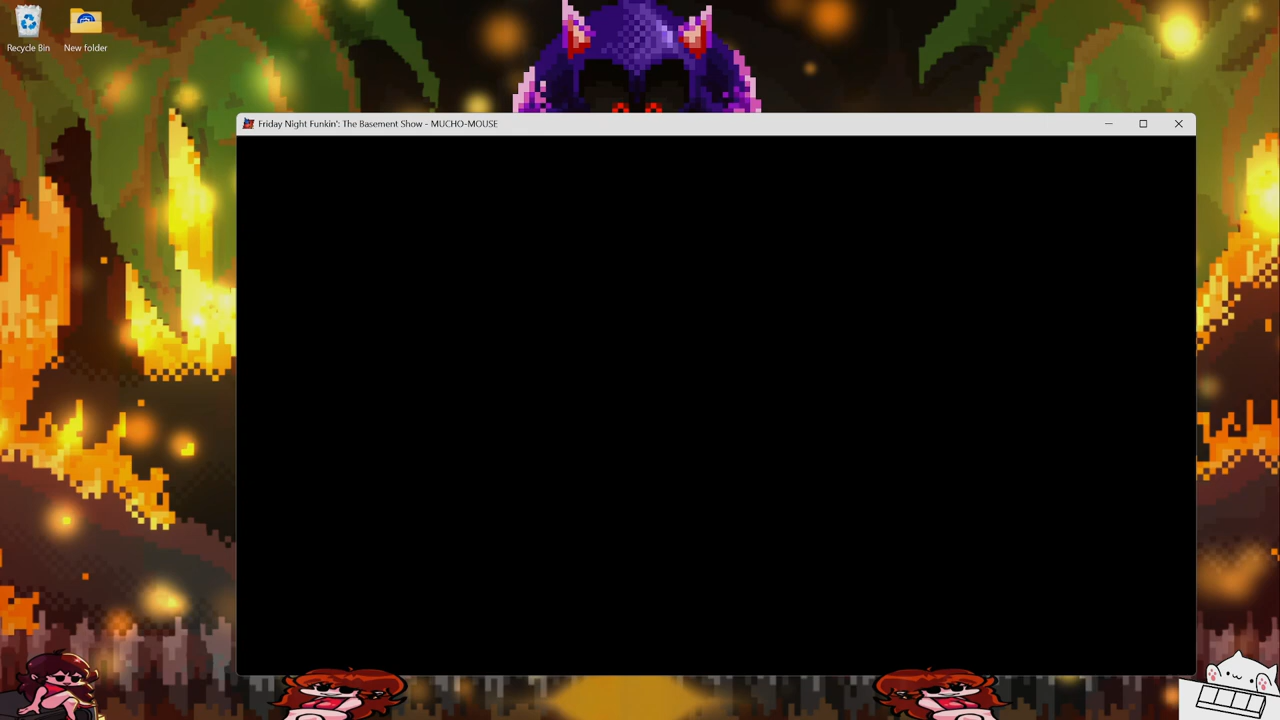 Recycle Bin
New folder
Friday Night Funkin': The Basement Show - MUCHO-MOUSE